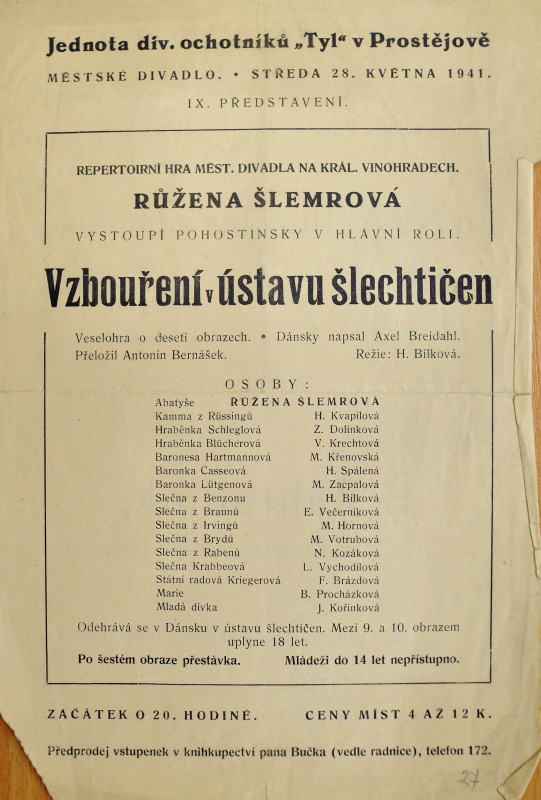 Jednota div. ochotníků „Tyl“ v Prostějově
MĚSTSKÉ DIVADLO. • STŘEDA 28. KVĚTNA 1941.
IX. PŘEDSTAVENÍ.
REPERTOIRNÍ HRA MĚST. DIVADLA NA KRÁL. VINOHRADECH.
RŮŽENA ŠLEMROVÁ
VYSTOUPÍ POHOSTINSKY V HLAVNÍ ROLI.
Vzbouření v ústavu šlechtičen
Veselohra o deseti obrazech. • Dánsky napsal Axel Breidahl.
Přeložil Antonín Bernášek. Režie: H. Bílková.
OSOBY:
Abatyše RŮŽENA ŠLEMROVÁ
Kamma z Rüssingů H. Kvapilová
Hraběnka Schleglová Z. Dolinková
Hraběnka Blücherová V. Krechtová
Baronesa Hartmannová M. Křenovská
Baronka Casseová H. Spálená
Baronka Lütgenová M. Zacpalová
Slečna z Benzonu H. Bílková
Slečna z Braunů E. Večerníková
Slečna z Irvingů M. Hornová
Slečna z Brydů M. Votrubová
Slečna z Rabenů N. Kozáková
Slečna Krabbeová L. Vychodilová
Státní radová Kriegerová F. Brázdová
Marie B. Procházková
Mladá dívka J. Kořínková
Odehrává se v Dánsku v ústavu šlechtičen. Mezi 9. a 10. obrazem
uplyne 18 let.
Po šestém obraze přestávka. Mládeži do 14 let nepřístupno.
ZAČÁTEK O 20. HODINĚ. CENY MÍST 4 AŽ 12 K.
Předprodej vstupenek v knihkupectví pana Bučka (vedle radnice), telefon 172.
27